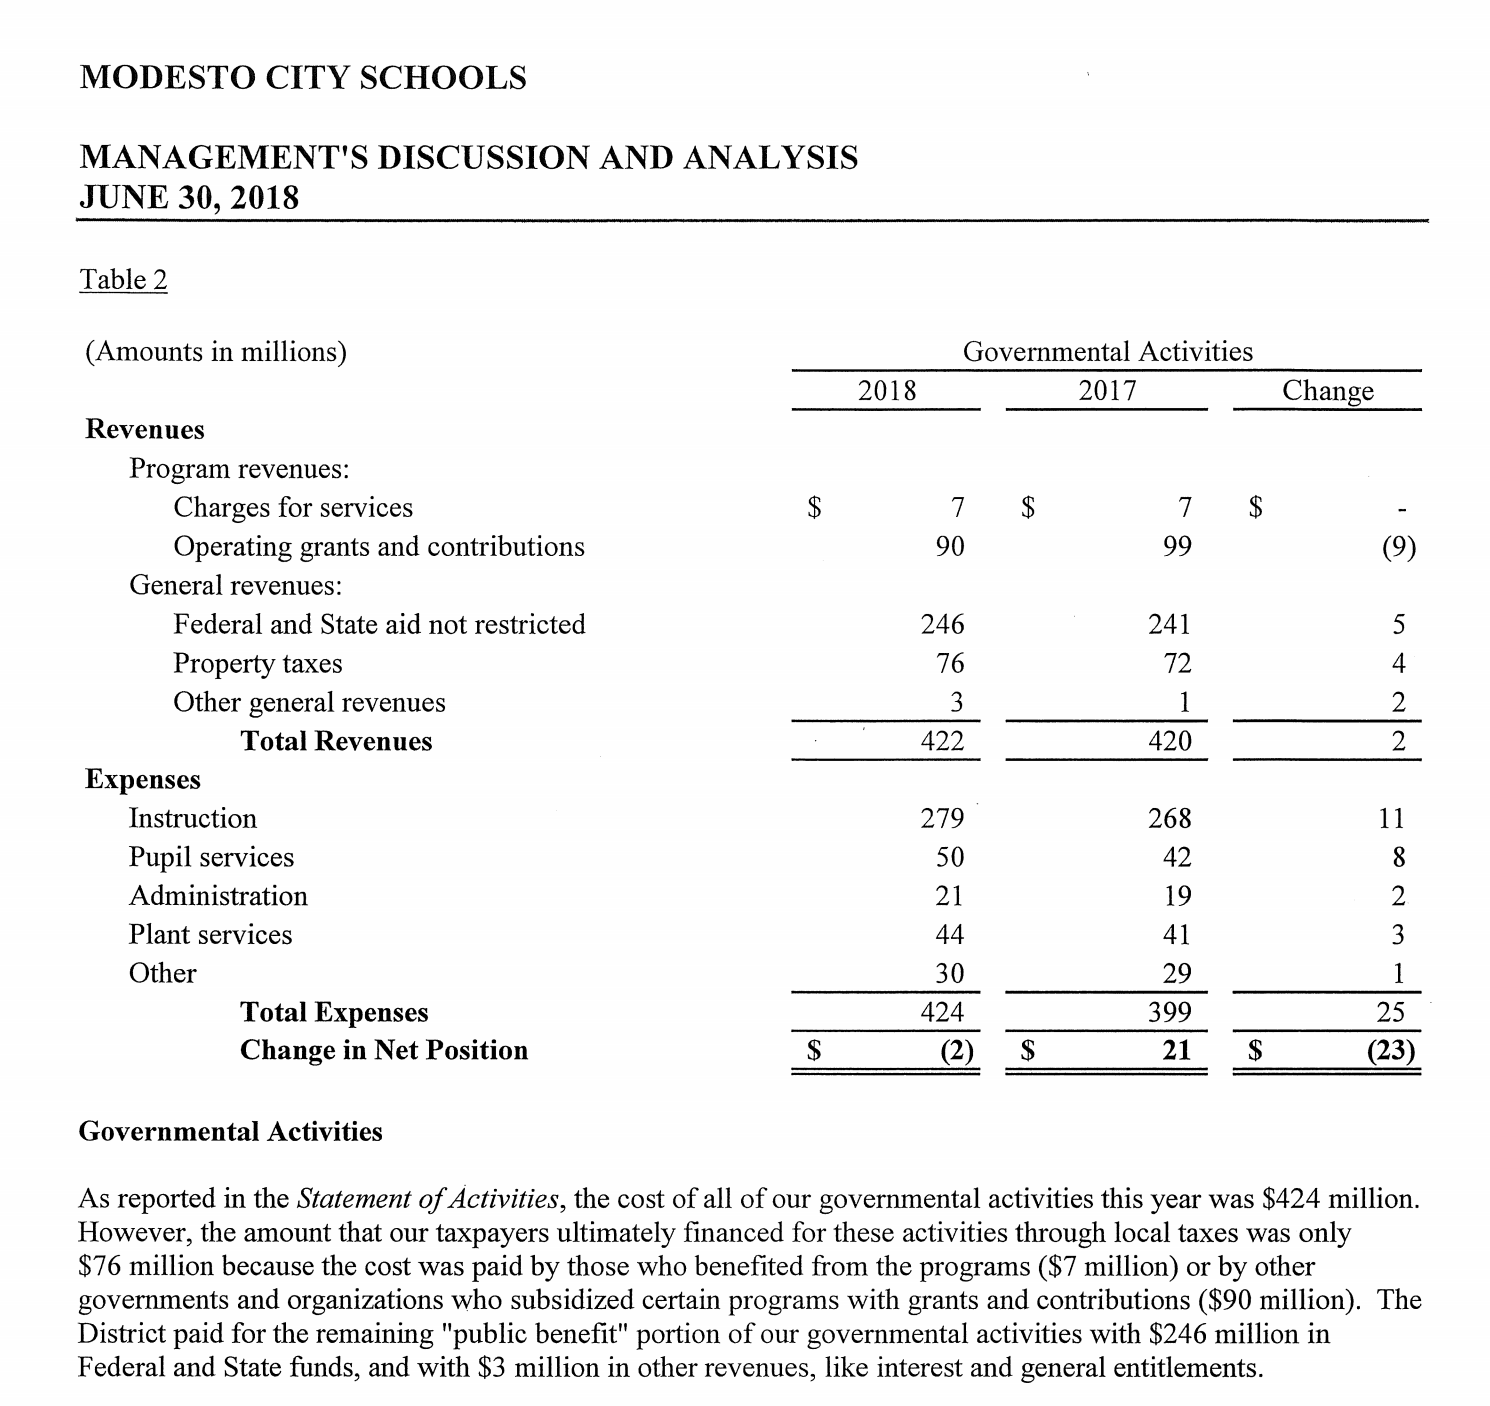 MODESTO CITY SCHOOLS
MANAGEMENT'S DISCUSSION AND ANALYSIS
JUNE 30, 2018
Table 2
(Amounts in millions) Governmental Activities
2018 2017 Change
Revenues
Program revenues:
Charges for services $ 7 $ 7 $ -
Operating grants and contributions 90 99 (9)
General revenues:
Federal and State aid not restricted 246 241 5
Property taxes 76 72 4
Other general revenues 3 1 2
Total Revenues 422 420 2
Expenses
Instruction 279 268 11
Pupil services 50 42 8
Administration 21 19 2
Plant services 44 41 3
Other 30 29 1
Total Expenses 424 399 25
Change in Net Position $ (2) $ 21 $ (23)
Governmental Activities
As reported in the Statement of Activities, the cost of all of our governmental activities this year was $424 million.
However, the amount that our taxpayers ultimately financed for these activities through local taxes was only
$76 million because the cost was paid by those who benefited from the programs ($7 million) or by other
governments and organizations who subsidized certain programs with grants and contributions ($90 million). The
District paid for the remaining "public benefit" portion of our governmental activities with $246 million in
Federal and State funds, and with $3 million in other revenues, like interest and general entitlements.